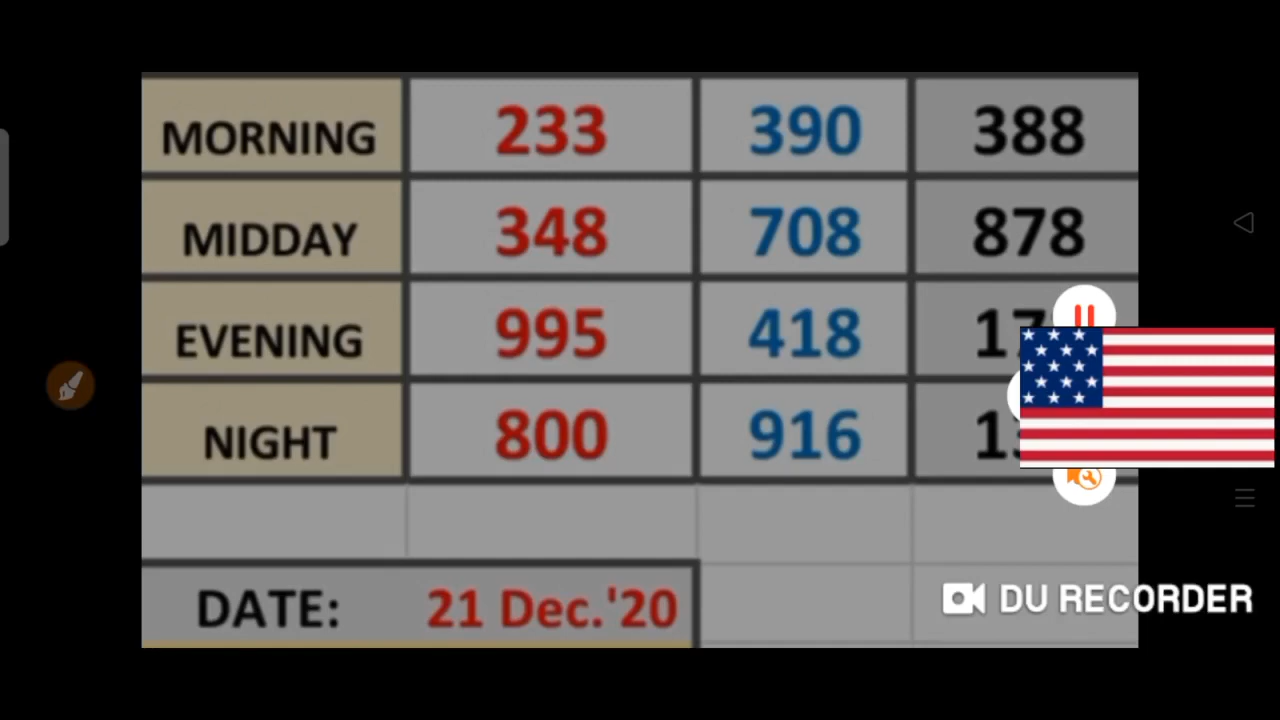 MORNING 233 390 388
MIDDAY 348 708 878
EVENING 995 418
NIGHT 800 916
DATE: 21 Dec.'20
DU RECORDER